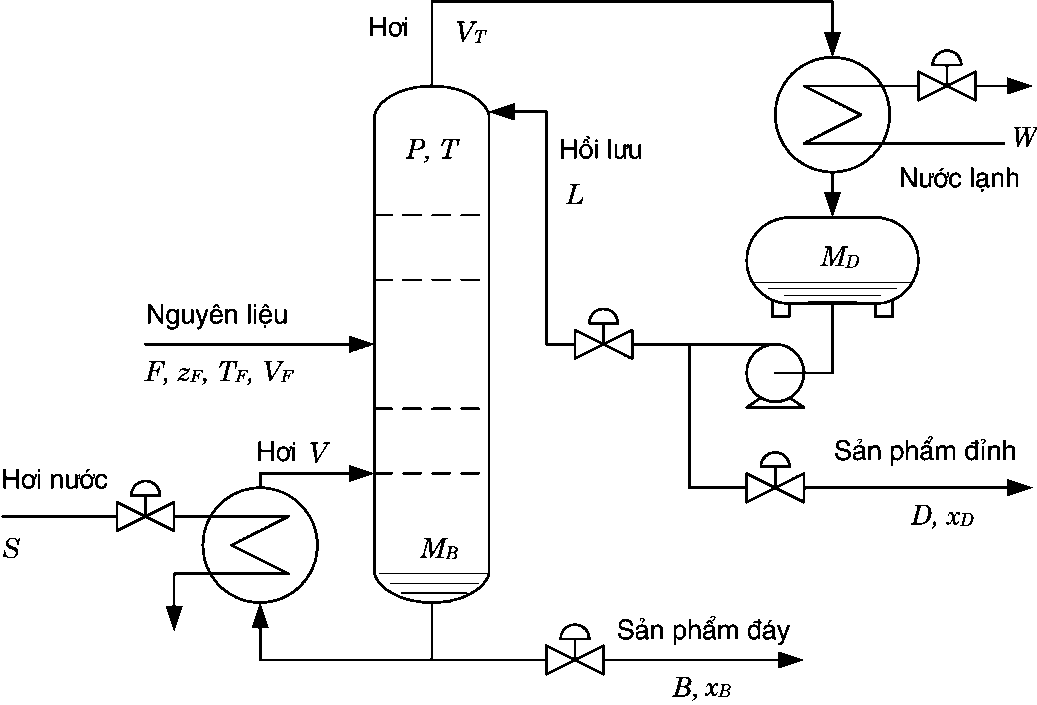 Hơi
V_T
P, T
Hồi lưu
L
W
Nước lạnh
M_D
Nguyên liệu
F, z_F, T_F, V_F
Hơi V
Hơi nước
S
Sản phẩm đỉnh
D, x_D
M_B
Sản phẩm đáy
B, x_B